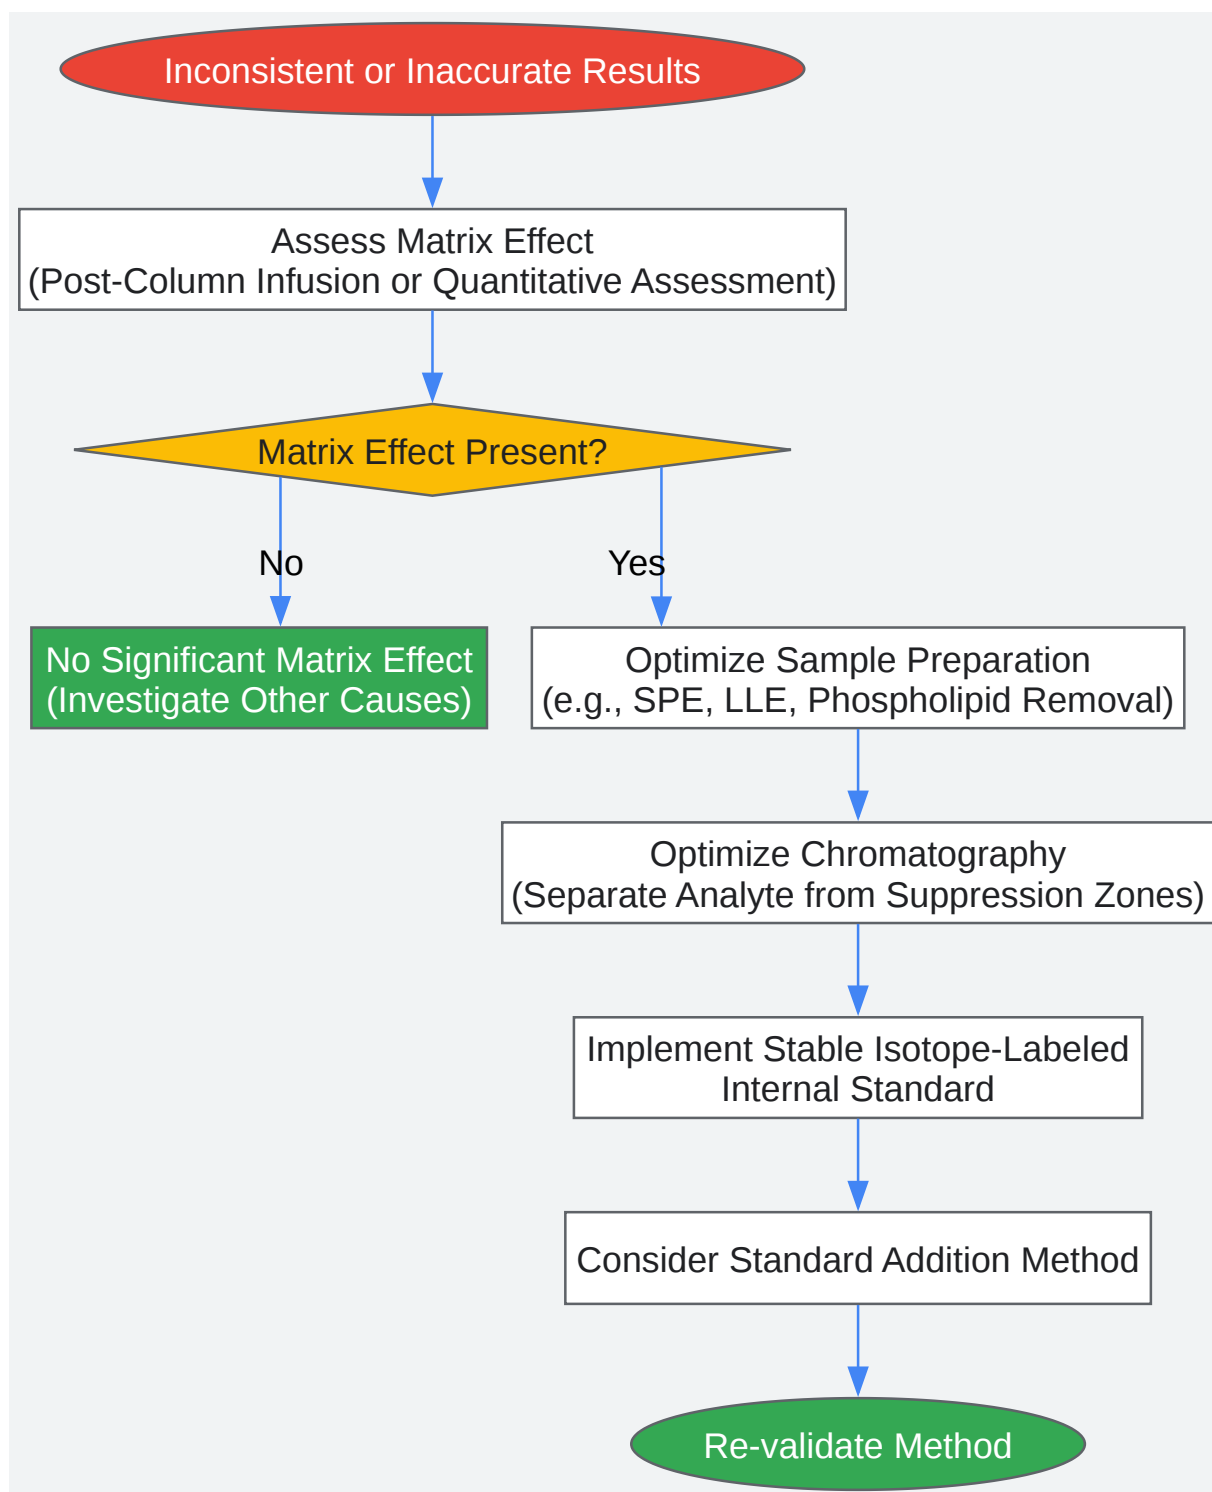 Inconsistent or Inaccurate Results
Assess Matrix Effect
(Post-Column Infusion or Quantitative Assessment)
Matrix Effect Present?
No
Yes
No Significant Matrix Effect
(Investigate Other Causes)
Optimize Sample Preparation
(e.g., SPE, LLE, Phospholipid Removal)
Optimize Chromatography
(Separate Analyte from Suppression Zones)
Implement Stable Isotope-Labeled
Internal Standard
Consider Standard Addition Method
Re-validate Method